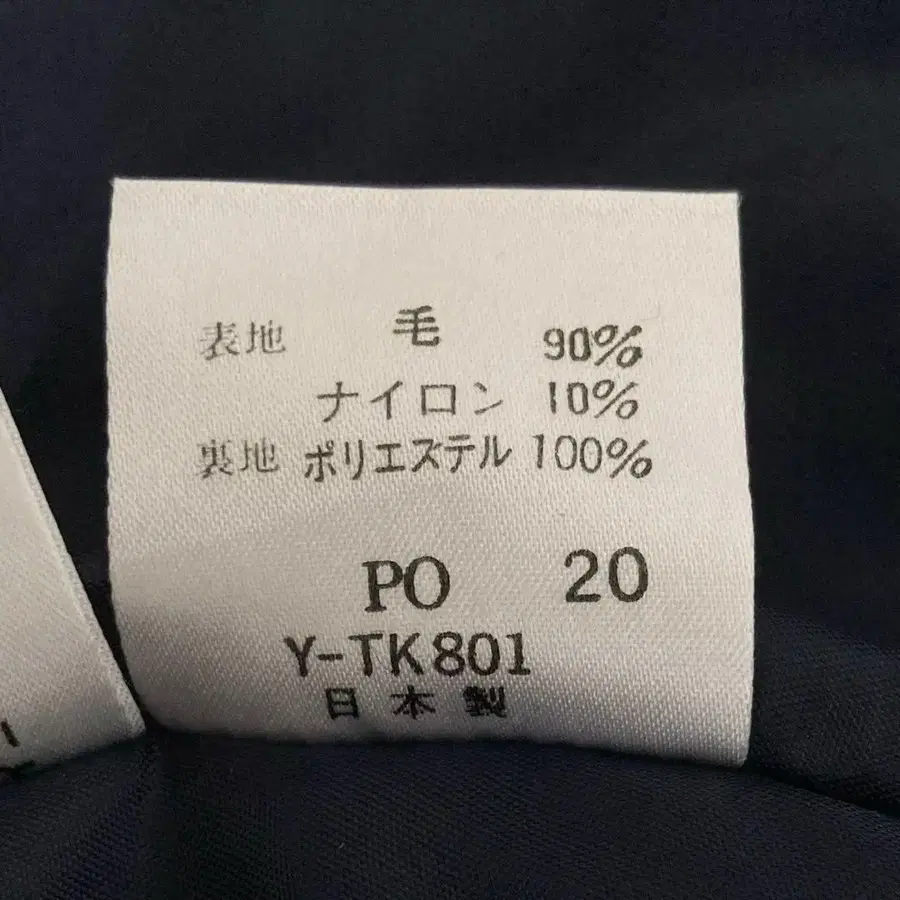 表地 毛 90%
ナイロン 10%
裏地 ポリエステル 100%
PO 20
Y-TK801
日本製